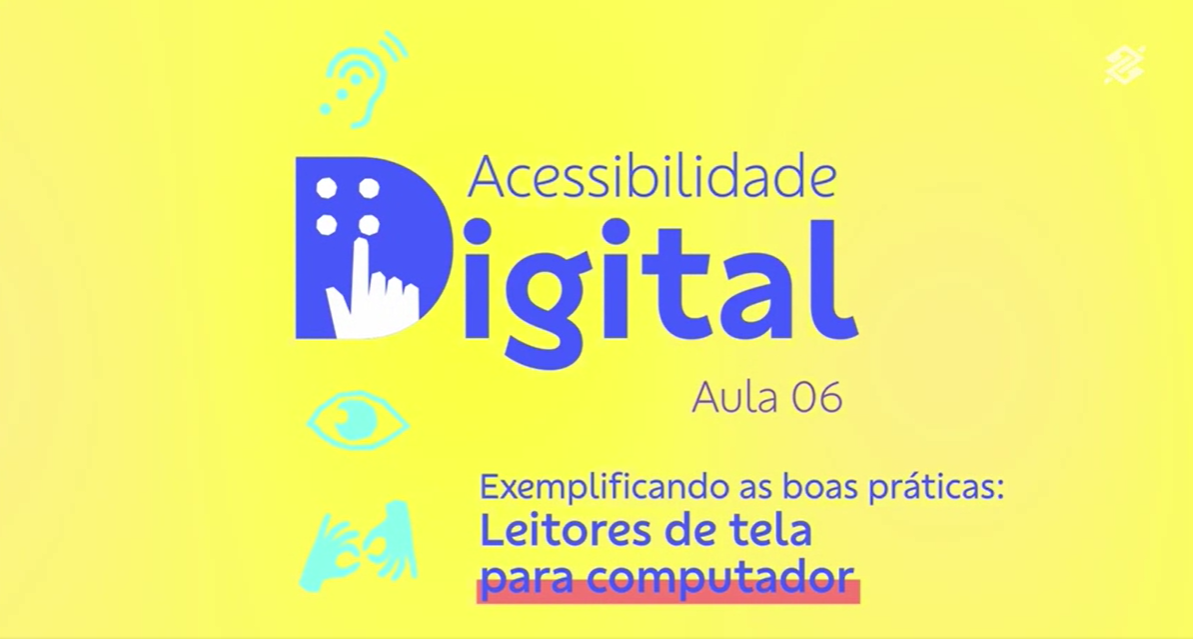 Acessibilidade
Digital
Aula 06
Exemplificando as boas práticas:
Leitores de tela
para computador